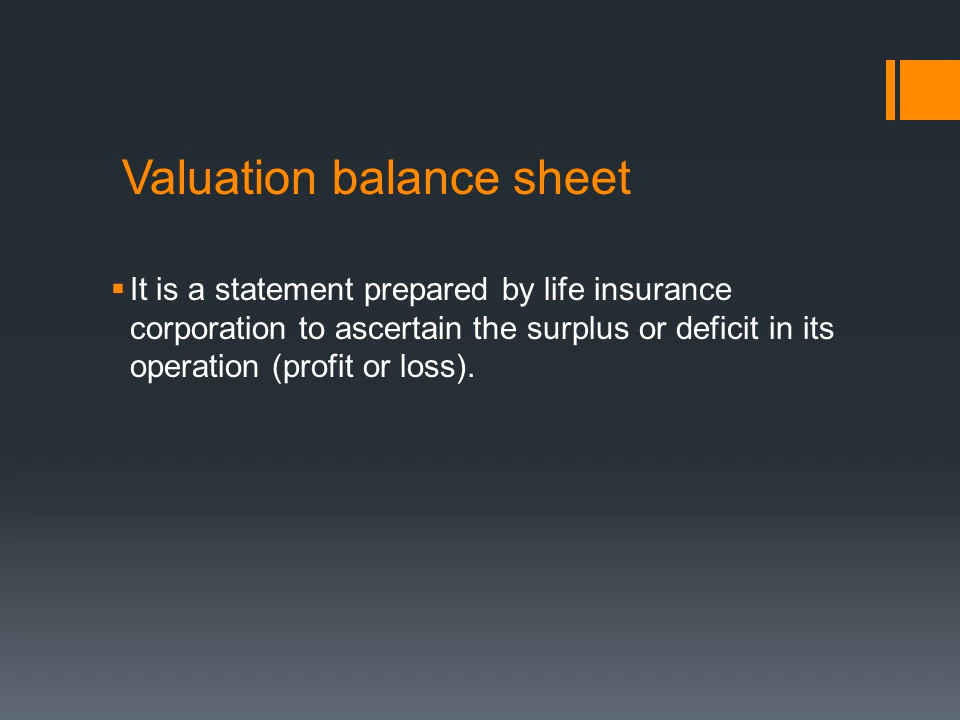 Valuation balance sheet
It is a statement prepared by life insurance
corporation to ascertain the surplus or deficit in its
operation (profit or loss).